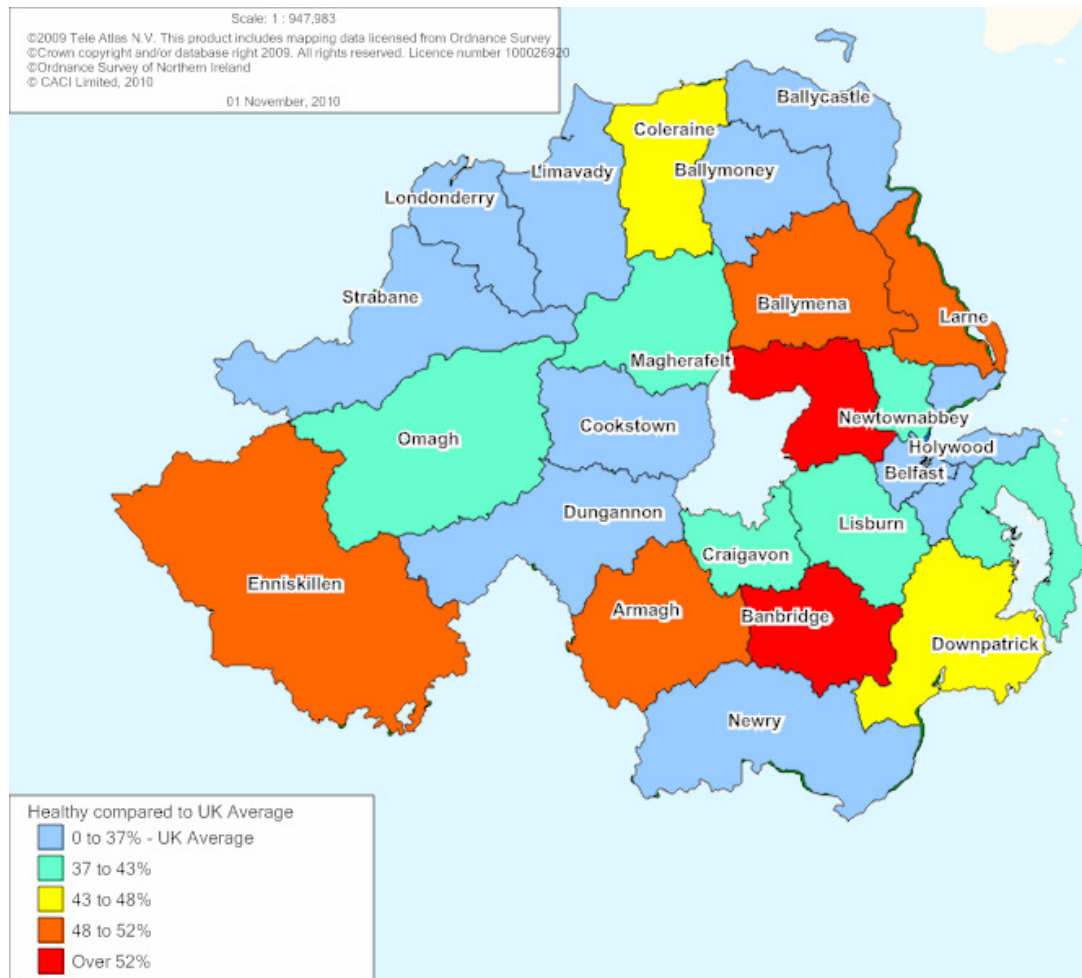 Scale: 1 : 947,983
©2009 Tele Atlas N.V. This product includes mapping data licensed from Ordnance Survey
©Crown copyright and/or database right 2009. All rights reserved. Licence number 100026920
©Ordnance Survey of Northern Ireland
© CACI Limited, 2010
01 November, 2010
Ballycastle
Coleraine
Limavady
Ballymoney
Londonderry
Strabane
Ballymena
Larne
Magherafelt
Newtownabbey
Cookstown
Omagh
Holywood
Belfast
Dungannon
Lisburn
Craigavon
Enniskillen
Armagh
Banbridge
Downpatrick
Newry
Healthy compared to UK Average
0 to 37% - UK Average
37 to 43%
43 to 48%
48 to 52%
Over 52%